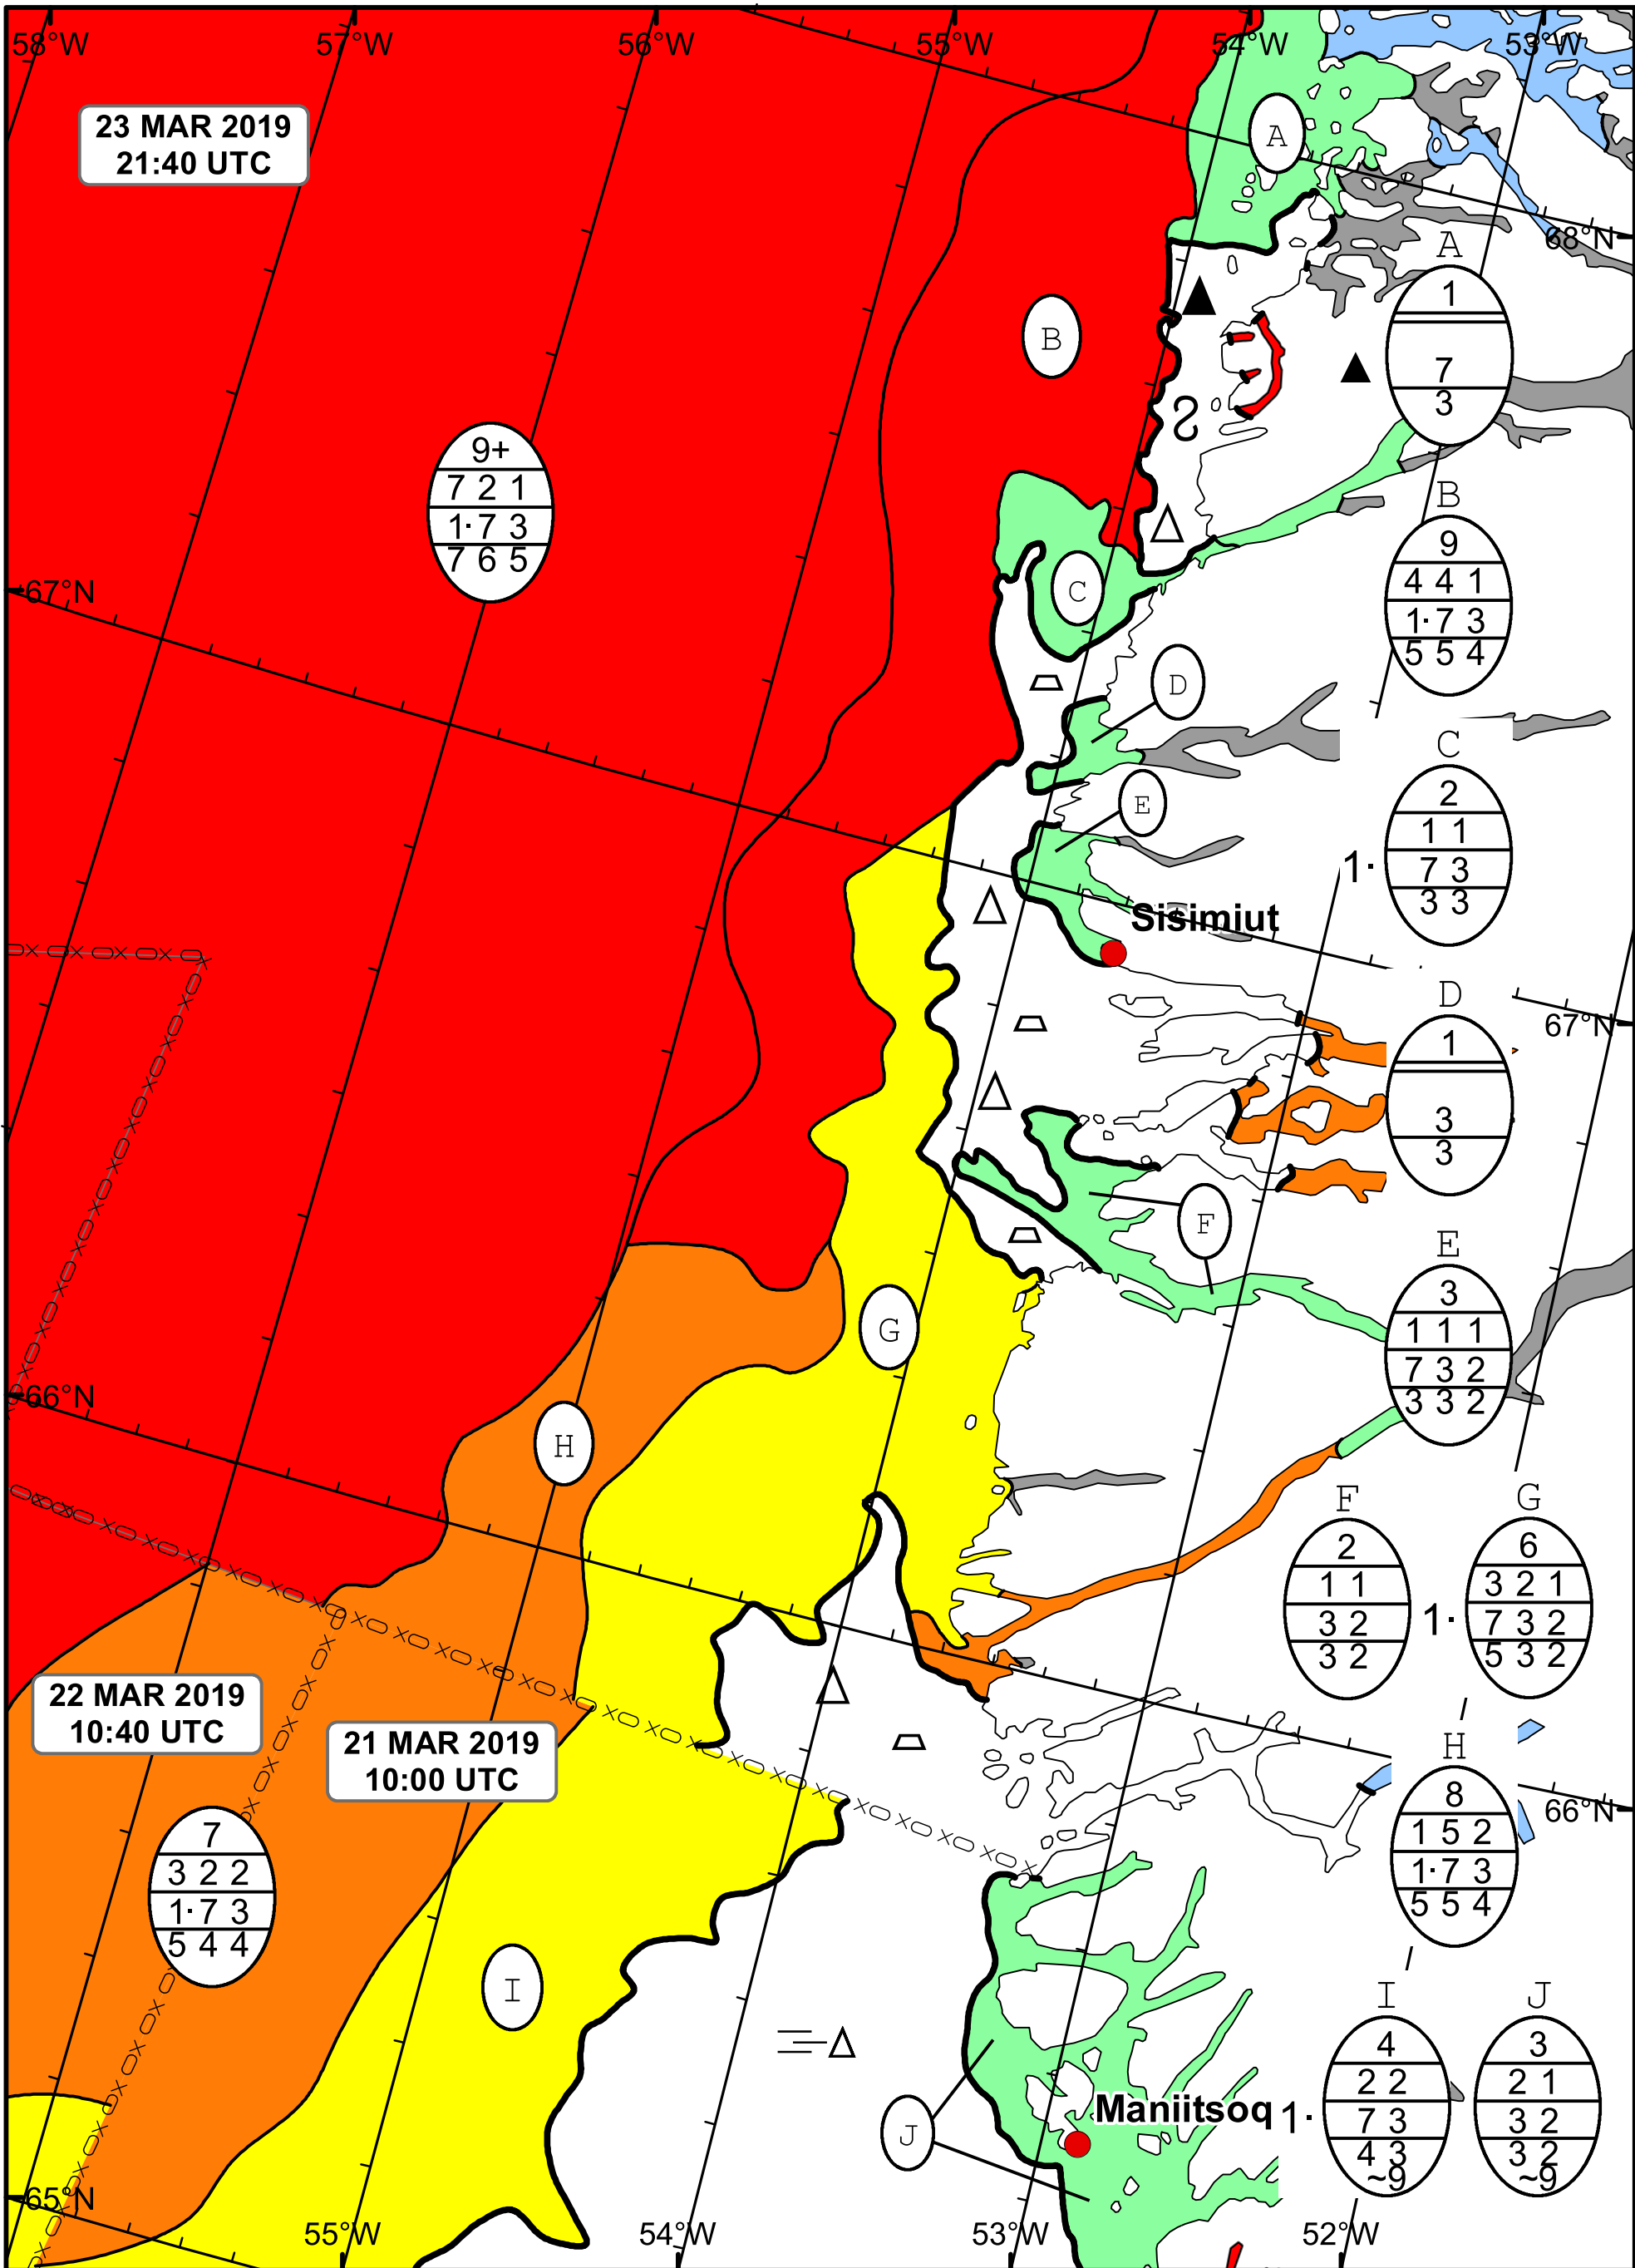 58°W
57°W
56°W
55°W
54°W
53°W
23 MAR 2019
21:40 UTC
A
68°N
A
1
7
3
B
9+
7 2 1
1· 7 3
7 6 5
B
9
4 4 1
1· 7 3
5 5 4
67°N
C
D
C
2
1 1
1· 7 3
3 3
E
Sisimiut
D
1
3
3
67°N
F
E
3
1 1 1
7 3 2
3 3 2
G
66°N
H
F
2
1 1
3 2
3 2
G
6
3 2 1
1· 7 3 2
5 3 2
22 MAR 2019
10:40 UTC
21 MAR 2019
10:00 UTC
H
8
1 5 2
1· 7 3
5 5 4
66°N
7
3 2 2
1· 7 3
5 4 4
I
I
4
2 2
1· 7 3
4 3
~9
J
3
2 1
3 2
3 2
~9
J
Maniitsoq
65°N
55°W
54°W
53°W
52°W